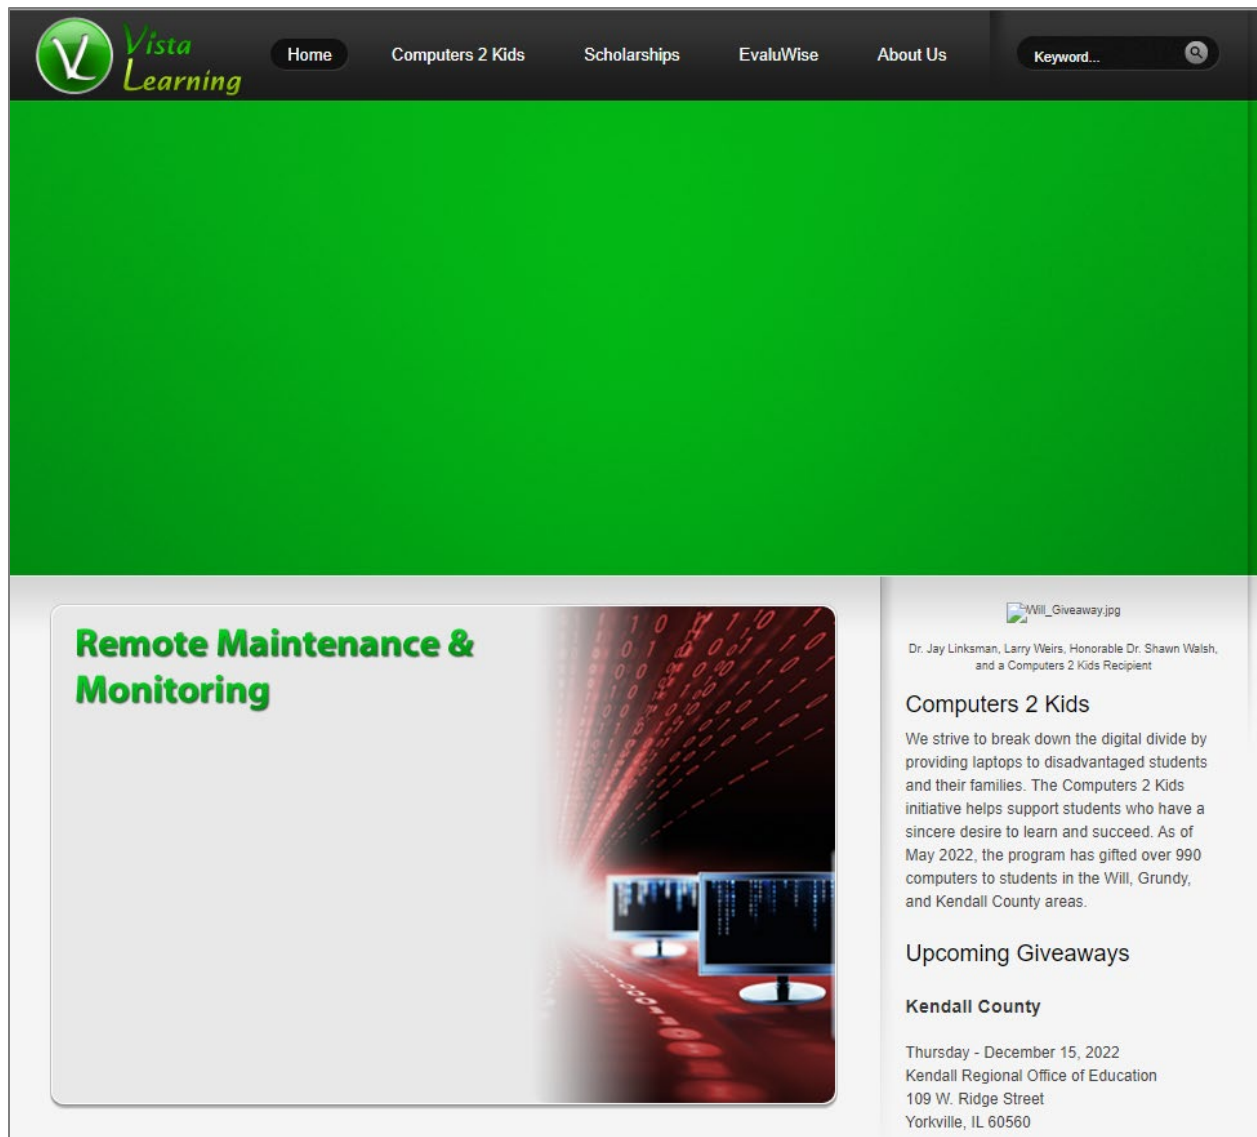 Vista
Learning
Home
Computers 2 Kids
Scholarships
EvaluWise
About Us
Keyword...
Remote Maintenance &
Monitoring
Will_Giveaway.jpg
Dr. Jay Linksman, Larry Weirs, Honorable Dr. Shawn Walsh,
and a Computers 2 Kids Recipient
Computers 2 Kids
We strive to break down the digital divide by
providing laptops to disadvantaged students
and their families. The Computers 2 Kids
initiative helps support students who have a
sincere desire to learn and succeed. As of
May 2022, the program has gifted over 990
computers to students in the Will, Grundy,
and Kendall County areas.
Upcoming Giveaways
Kendall County
Thursday - December 15, 2022
Kendall Regional Office of Education
109 W. Ridge Street
Yorkville, IL 60560